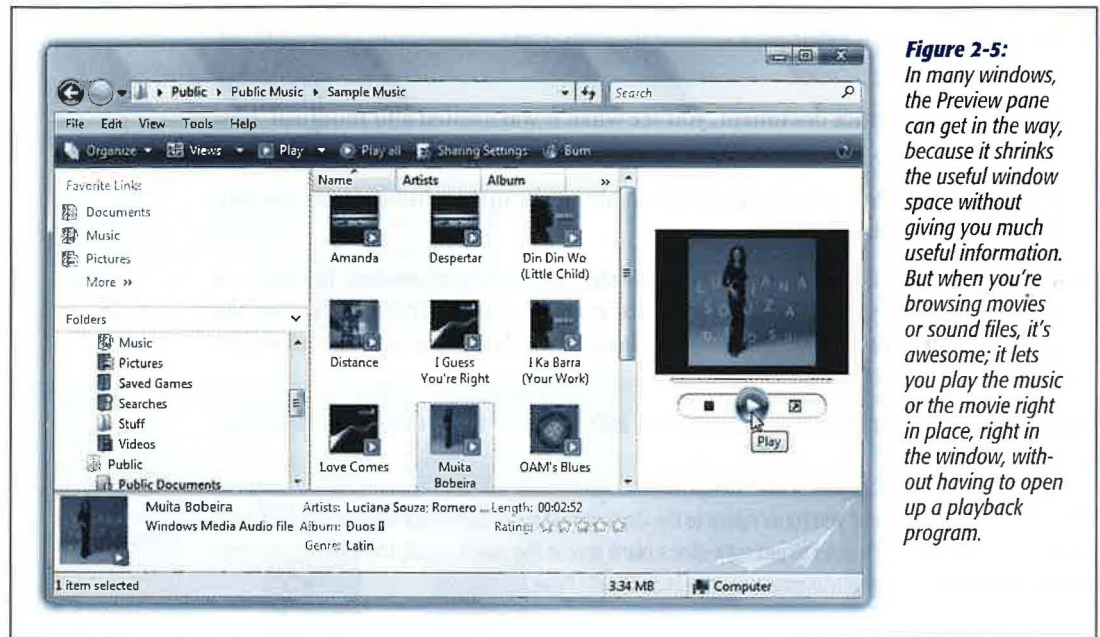 Public ▸ Public Music ▸ Sample Music
Search
File Edit View Tools Help
Organize Views Play Play all Sharing Settings Burn
Favorite Links
Documents
Music
Pictures
More »
Folders
Music
Pictures
Saved Games
Searches
Stuff
Videos
Public
Public Documents
Name Artists Album »
Amanda
Despertar
Din Din Wo
(Little Child)
Distance
I Guess
You're Right
I Ka Barra
(Your Work)
Love Comes
Muita
Bobeira
OAM's Blues
LUCIANA
SOUZA
Play
Muita Bobeira
Windows Media Audio file
Artists: Luciana Souza; Romero ...
Album: Duos II
Genre: Latin
Length: 00:02:52
Rating:
1 item selected
3.34 MB
Computer
Figure 2-5:
In many windows,
the Preview pane
can get in the way,
because it shrinks
the useful window
space without
giving you much
useful information.
But when you're
browsing movies
or sound files, it's
awesome; it lets
you play the music
or the movie right
in place, right in
the window, with-
out having to open
up a playback
program.